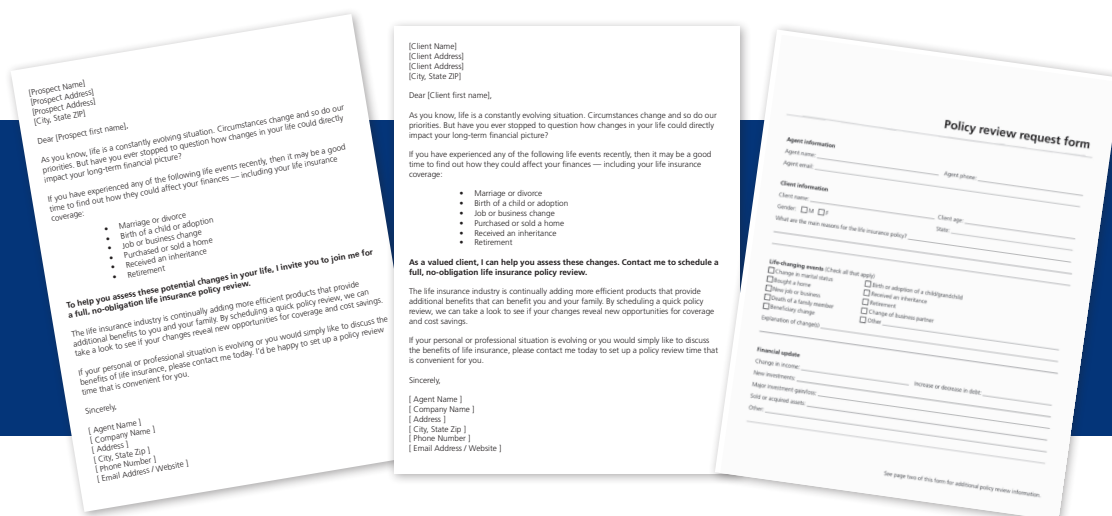 [Prospect Name]
[Prospect Address]
[Prospect Address]
[City, State ZIP]
Dear [Prospect first name],
As you know, life is a constantly evolving situation. Circumstances change and so do our
priorities. But have you ever stopped to question how changes in your life could directly
impact your long-term financial picture?
If you have experienced any of the following life events recently, then it may be a good
time to find out how they could affect your finances — including your life insurance
coverage:
• Marriage or divorce
• Birth of a child or adoption
• Job or business change
• Purchased or sold a home
• Received an inheritance
• Retirement
To help you assess these potential changes in your life, I invite you to join me for
a full, no-obligation life insurance policy review.
The life insurance industry is continually adding more efficient products that provide
additional benefits to you and your family. By scheduling a quick policy review, we can
take a look to see if your changes reveal new opportunities for coverage and cost savings.
If your personal or professional situation is evolving or you would simply like to discuss the
benefits of life insurance, please contact me today. I'd be happy to set up a policy review
time that is convenient for you.
Sincerely,
[ Agent Name ]
[ Company Name ]
[ Address ]
[ City, State Zip ]
[ Phone Number ]
[ Email Address / Website ]
[Client Name]
[Client Address]
[Client Address]
[City, State ZIP]
Dear [Client first name],
As you know, life is a constantly evolving situation. Circumstances change and so do our
priorities. But have you ever stopped to question how changes in your life could directly
impact your long-term financial picture?
If you have experienced any of the following life events recently, then it may be a good
time to find out how they could affect your finances — including your life insurance
coverage:
• Marriage or divorce
• Birth of a child or adoption
• Job or business change
• Purchased or sold a home
• Received an inheritance
• Retirement
As a valued client, I can help you assess these changes. Contact me to schedule a
full, no-obligation life insurance policy review.
The life insurance industry is continually adding more efficient products that provide
additional benefits that can benefit you and your family. By scheduling a quick policy
review, we can take a look to see if your changes reveal new opportunities for coverage
and cost savings.
If your personal or professional situation is evolving or you would simply like to discuss
the benefits of life insurance, please contact me today to set up a policy review time that
is convenient for you.
Sincerely,
[ Agent Name ]
[ Company Name ]
[ Address ]
[ City, State Zip ]
[ Phone Number ]
[ Email Address / Website ]
Policy review request form
Agent information
Agent name: Agent phone:
Agent email:
Client information
Client name: Client age:
Gender: M F State:
What are the main reasons for the life insurance policy?
Life-changing events (Check all that apply)
Change in marital status Birth or adoption of a child/grandchild
Bought a home Received an inheritance
New job or business Retirement
Death of a family member Change of business partner
Beneficiary change Other
Explanation of change(s)
Financial update
Change in income: Increase or decrease in debt:
New investments:
Major investment gain/loss:
Sold or acquired assets:
Other:
See page two of this form for additional policy review information.